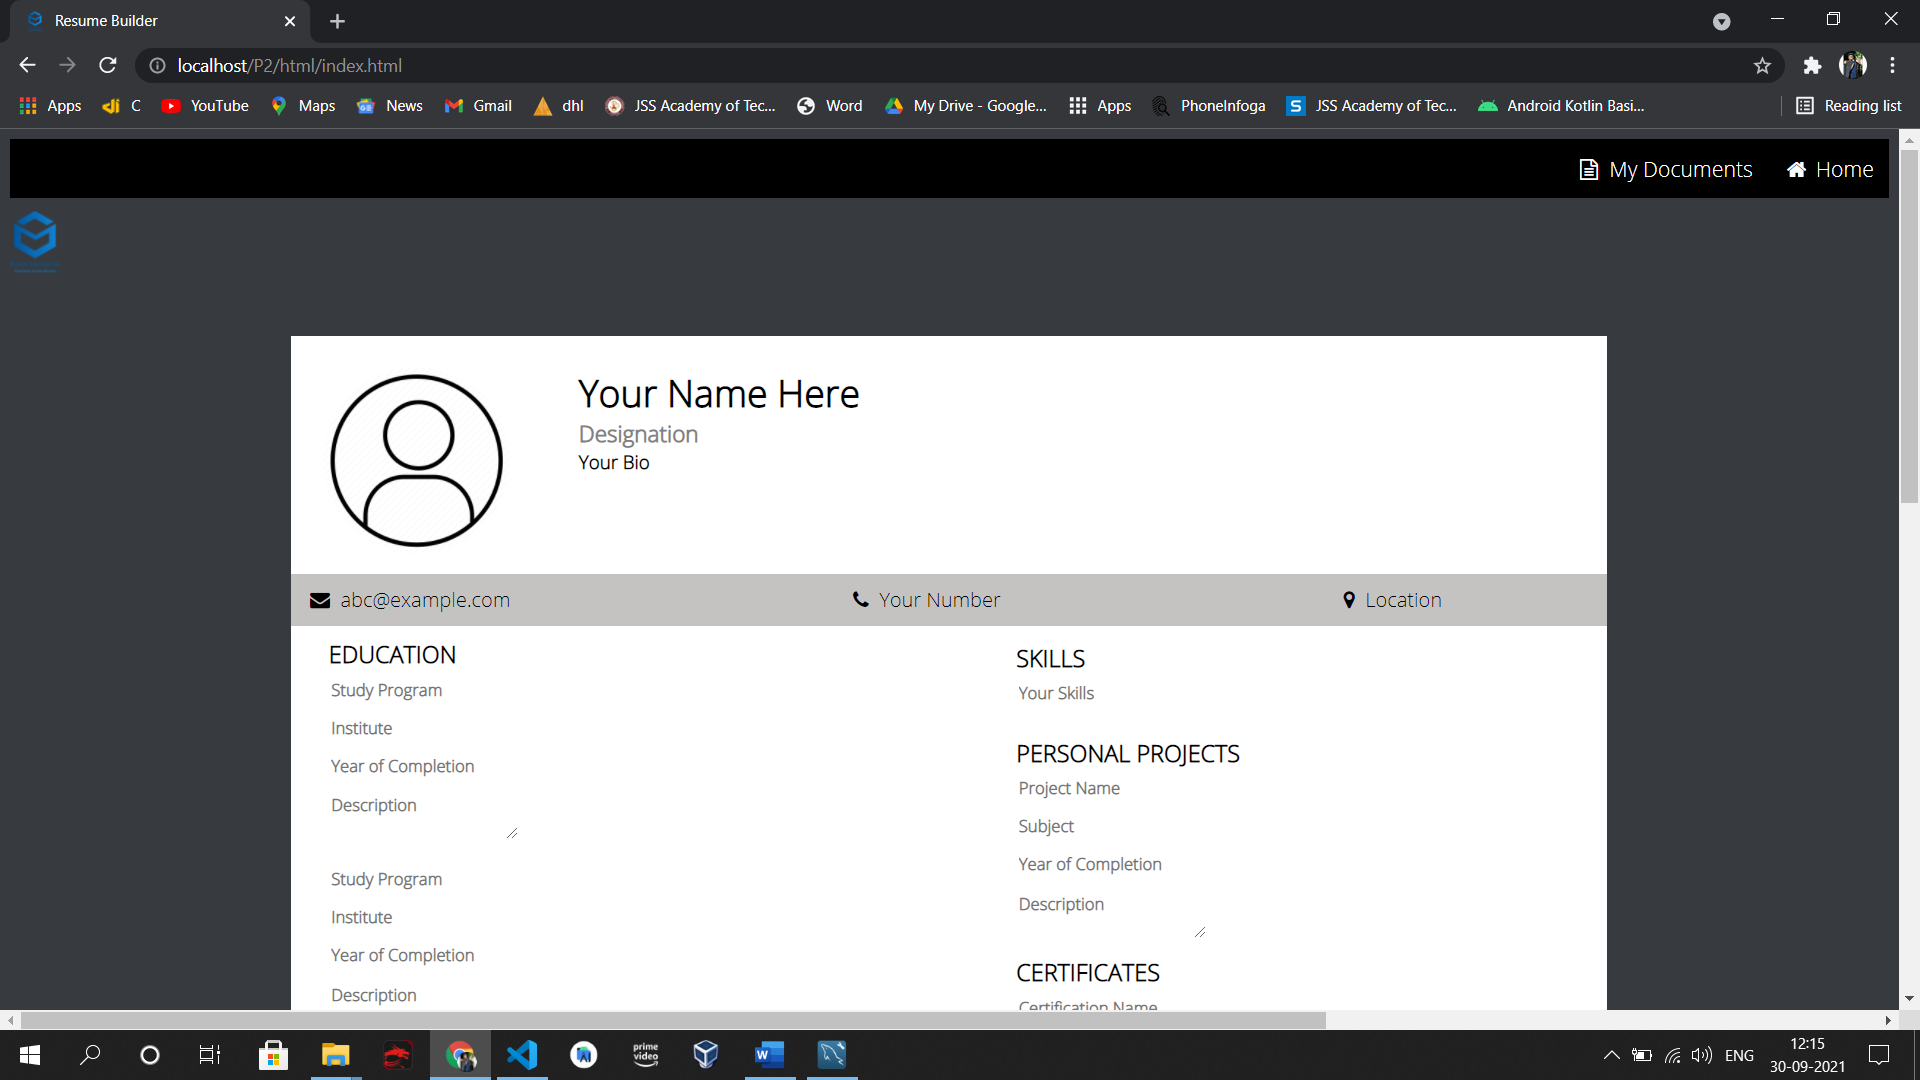 Resume Builder
localhost/P2/html/index.html
Apps C YouTube Maps News Gmail dhl JSS Academy of Tec... Word My Drive - Google... Apps PhoneInfoga JSS Academy of Tec... Android Kotlin Basi... Reading list
My Documents Home
Your Name Here
Designation
Your Bio
abc@example.com Your Number Location
EDUCATION
Study Program
Institute
Year of Completion
Description
Study Program
Institute
Year of Completion
Description
SKILLS
Your Skills
PERSONAL PROJECTS
Project Name
Subject
Year of Completion
Description
CERTIFICATES
Certification Name
prime
video
ENG
12:15
30-09-2021